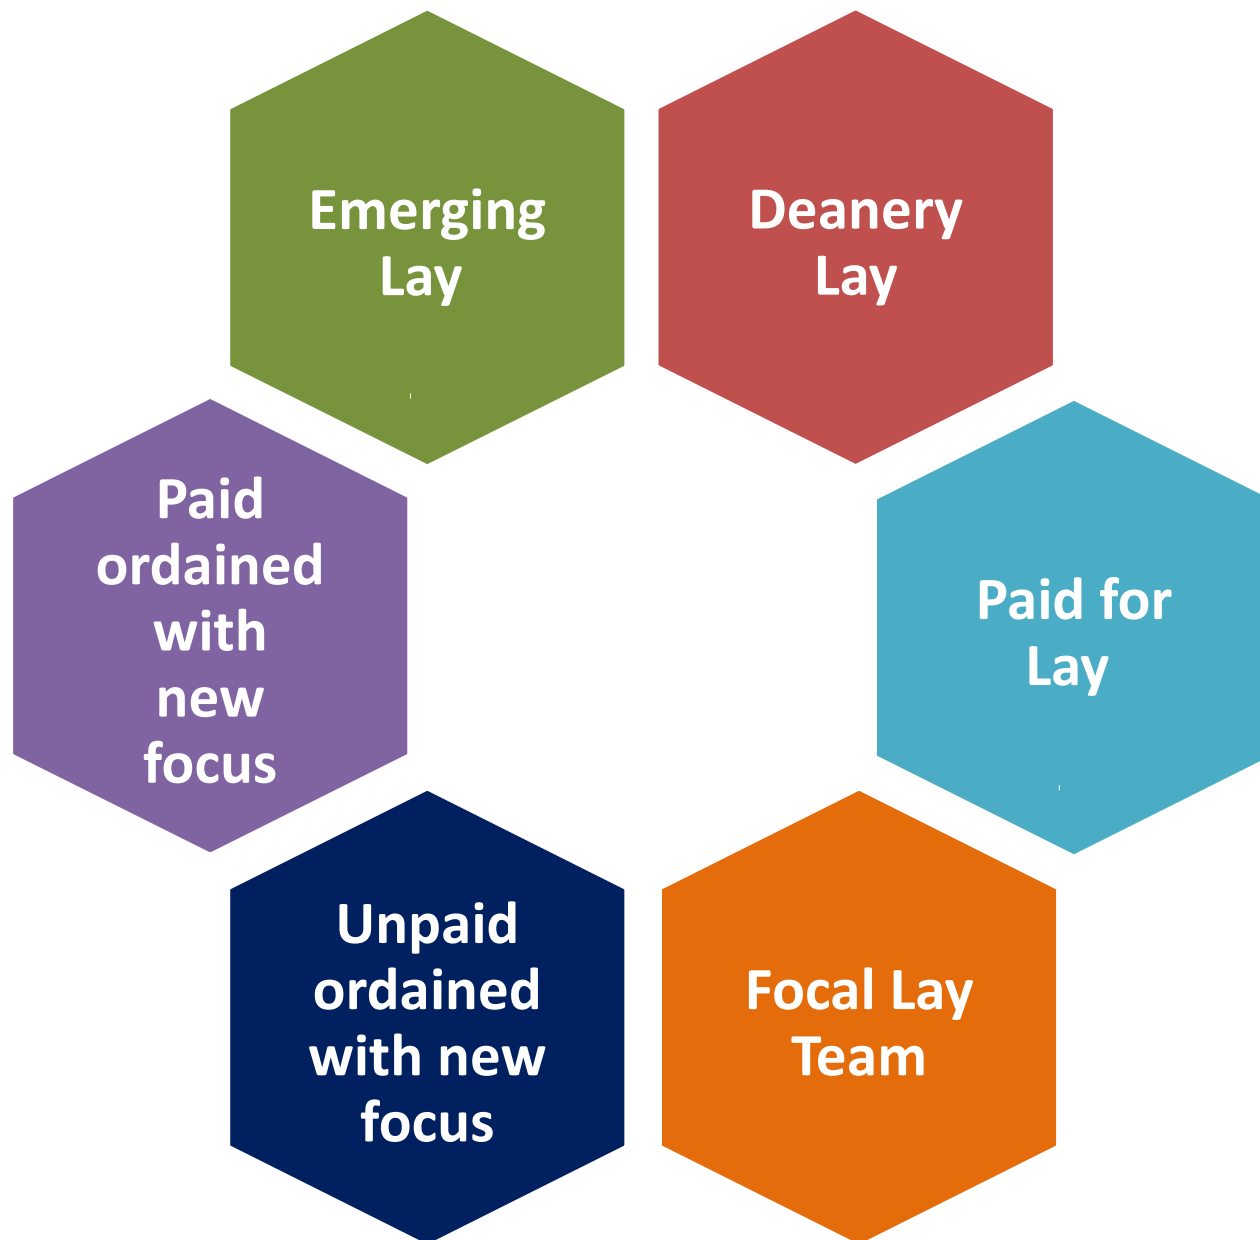 Emerging
Lay
Deanery
Lay
Paid
ordained
with
new
focus
Paid for
Lay
Unpaid
ordained
with new
focus
Focal Lay
Team